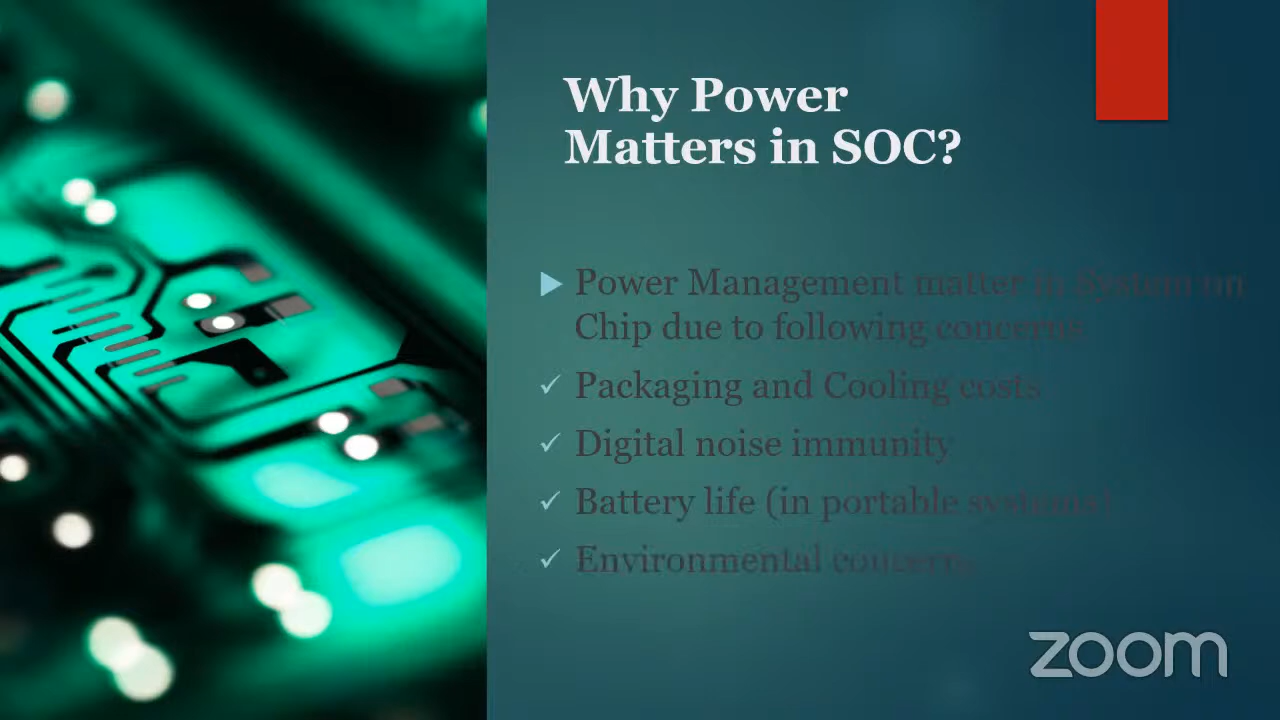 Why Power
Matters in SOC?
Power Management matter in System on
Chip due to following concerns
Packaging and Cooling costs
Digital noise immunity
Battery life (in portable systems)
Environmental concerns
zoom